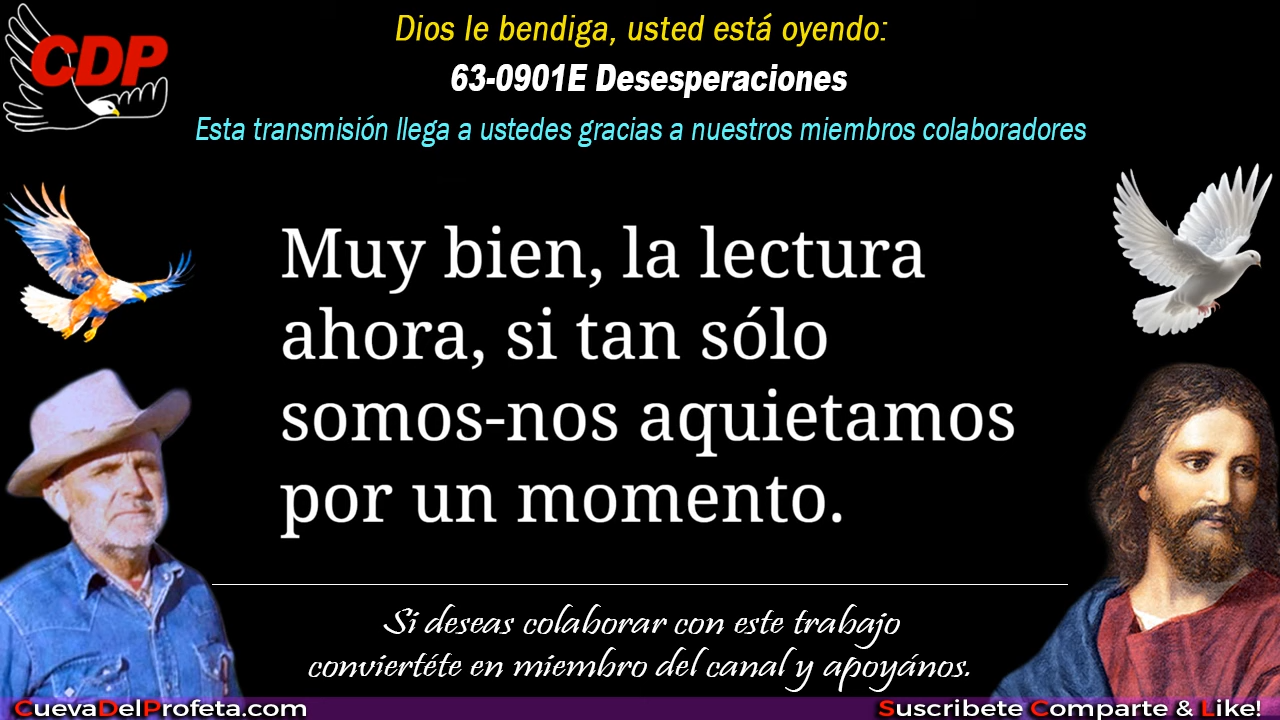 CDP
Dios le bendiga, usted está oyendo:
63-0901E Desesperaciones
Esta transmisión llega a ustedes gracias a nuestros miembros colaboradores
Muy bien, la lectura
ahora, si tan sólo
somos-nos aquietamos
por un momento.
Si deseas colaborar con este trabajo
conviertéte en miembro del canal y apoyános.
CuevaDelProfeta.com
Suscribete Comparte & Like!